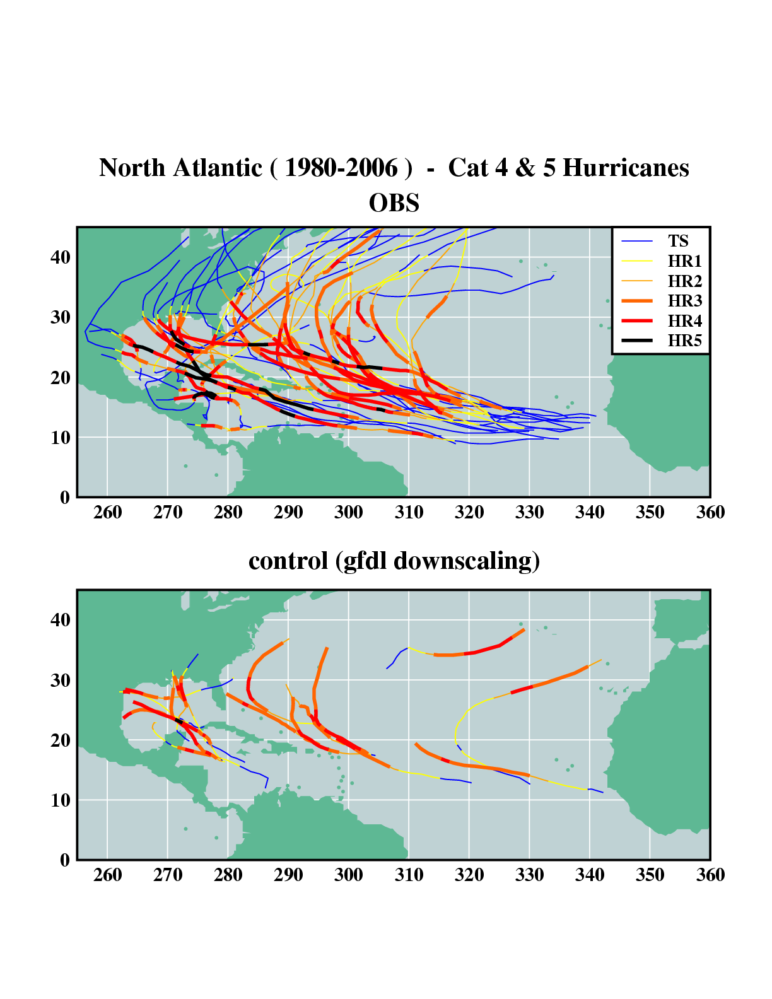 North Atlantic ( 1980-2006 ) - Cat 4 & 5 Hurricanes
OBS
TS
HR1
HR2
HR3
HR4
HR5
40
30
20
10
0
260 270 280 290 300 310 320 330 340 350 360
control (gfdl downscaling)
40
30
20
10
0
260 270 280 290 300 310 320 330 340 350 360